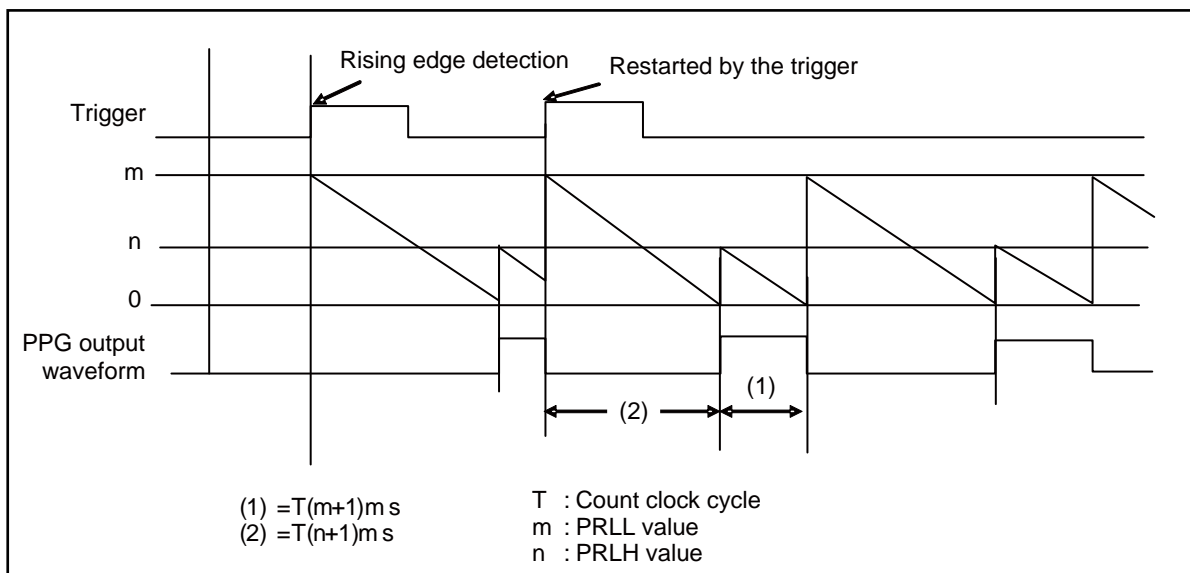 Rising edge detection
Restarted by the trigger
Trigger
m
n
0
PPG output
waveform
(1)
(2)
(1) =T(m+1)m s
(2) =T(n+1)m s
T : Count clock cycle
m : PRLL value
n : PRLH value